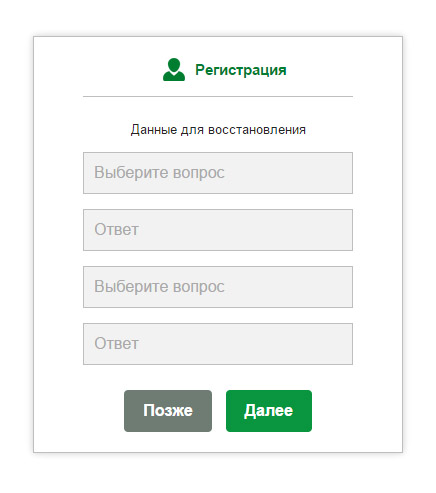 Регистрация
Данные для восстановления
Выберите вопрос
Ответ
Выберите вопрос
Ответ
Позже Далее